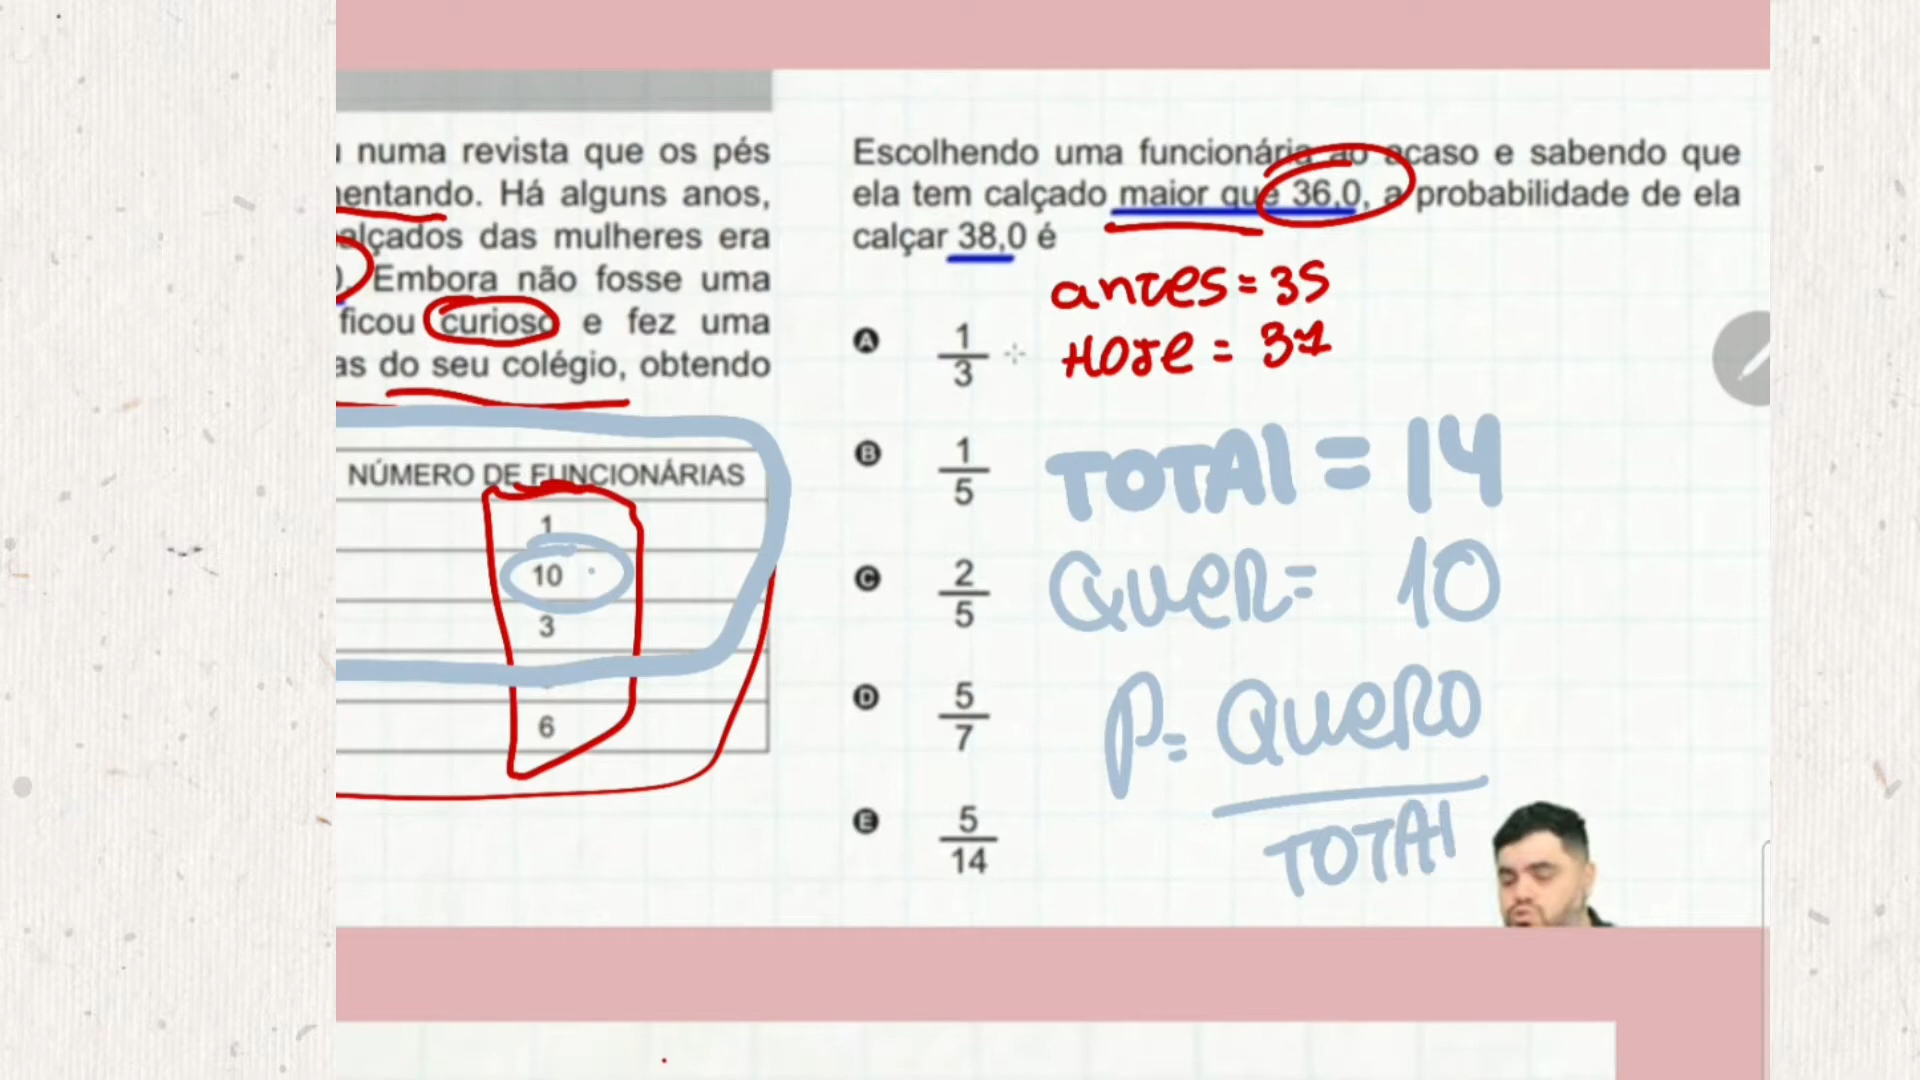 numa revista que os pés
entando. Há alguns anos,
alçados das mulheres era
Embora não fosse uma
ficou curioso e fez uma
as do seu colégio, obtendo
NÚMERO DE FUNCIONÁRIAS
1
10
3
6
Escolhendo uma funcionária ao acaso e sabendo que
ela tem calçado maior que 36,0, a probabilidade de ela
calçar 38,0 é
A 1/3
B 1/5
C 2/5
D 5/7
E 5/14
antes = 35
Hoje = 37
TOTAl = 14
QUER = 10
P = QUERO
TOTAl